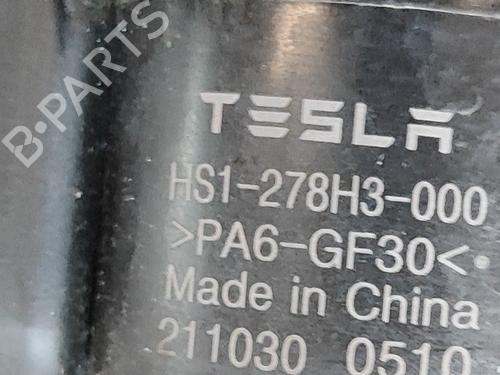 B-PARTS
TESLA
HS1-278H3-000
>PA6-GF30<
Made in China
211030 0510